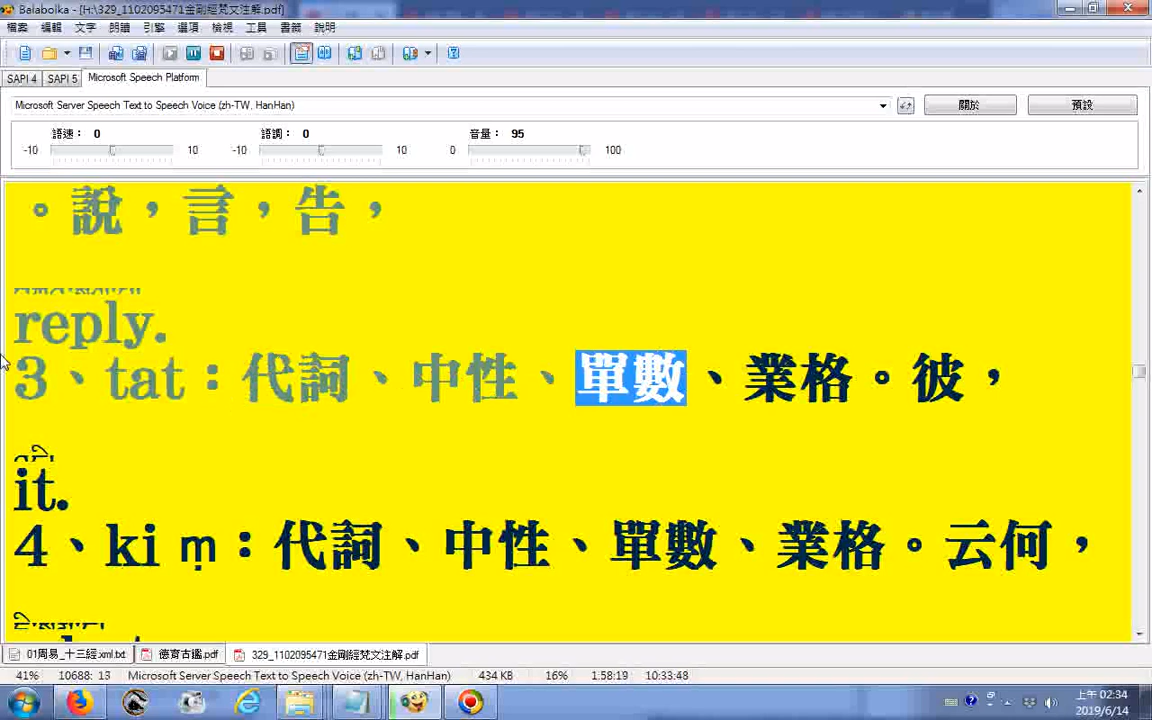 Balabolka - [H:\329_1102095471金剛經梵文注解.pdf]
檔案 編輯 文字 朗讀 引擎 選項 檢視 工具 書籤 說明
SAPI 4 SAPI 5 Microsoft Speech Platform
Microsoft Server Speech Text to Speech Voice (zh-TW, HanHan) 關於 預設
語速： 0 語調： 0 音量： 95
-10 10 -10 10 0 100
。說，言，告，
reply.
3、tat：代詞、中性、單數、業格。彼，
it.
4、kiṃ：代詞、中性、單數、業格。云何，
01周易_十三經.xml.txt 德育古鑑.pdf 329_1102095471金剛經梵文注解.pdf
41% 10688: 13 Microsoft Server Speech Text to Speech Voice (zh-TW, HanHan) 434 KB 16% 1:58:19 10:33:48
上午 02:34
2019/6/14